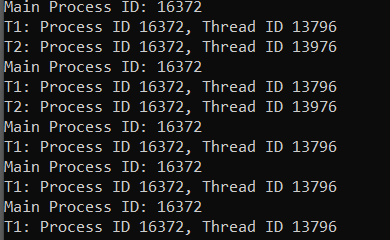 Main Process ID: 16372
T1: Process ID 16372, Thread ID 13796
T2: Process ID 16372, Thread ID 13976
Main Process ID: 16372
T1: Process ID 16372, Thread ID 13796
T2: Process ID 16372, Thread ID 13976
Main Process ID: 16372
T1: Process ID 16372, Thread ID 13796
Main Process ID: 16372
T1: Process ID 16372, Thread ID 13796
Main Process ID: 16372
T1: Process ID 16372, Thread ID 13796